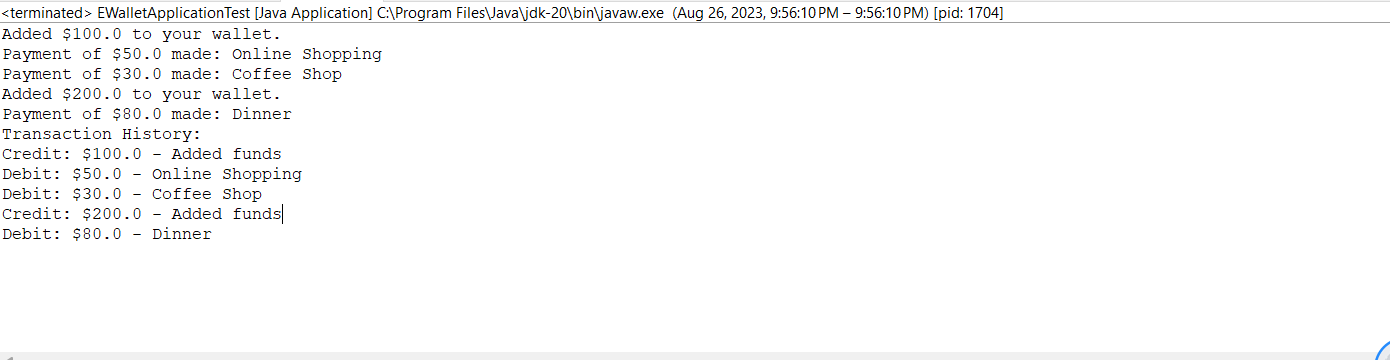 <terminated> EWalletApplicationTest [Java Application] C:\Program Files\Java\jdk-20\bin\javaw.exe (Aug 26, 2023, 9:56:10 PM – 9:56:10 PM) [pid: 1704]
Added $100.0 to your wallet.
Payment of $50.0 made: Online Shopping
Payment of $30.0 made: Coffee Shop
Added $200.0 to your wallet.
Payment of $80.0 made: Dinner
Transaction History:
Credit: $100.0 - Added funds
Debit: $50.0 - Online Shopping
Debit: $30.0 - Coffee Shop
Credit: $200.0 - Added funds
Debit: $80.0 - Dinner